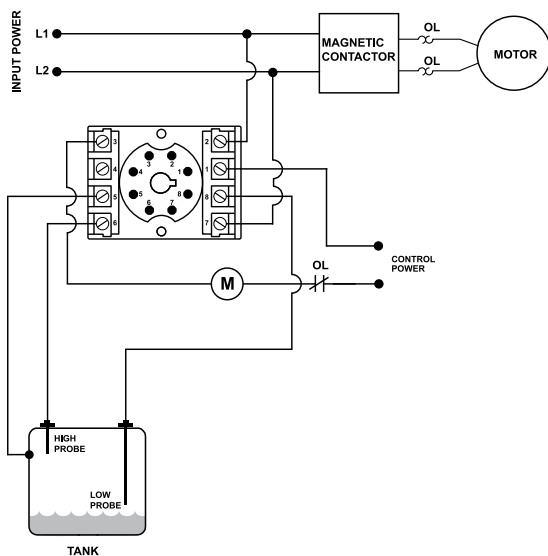 INPUT POWER
L1
L2
MAGNETIC
CONTACTOR
OL
OL
MOTOR
3
4
5
6
3
2
4
1
5
8
6
7
2
1
8
7
CONTROL
POWER
M
OL
HIGH
PROBE
LOW
PROBE
TANK